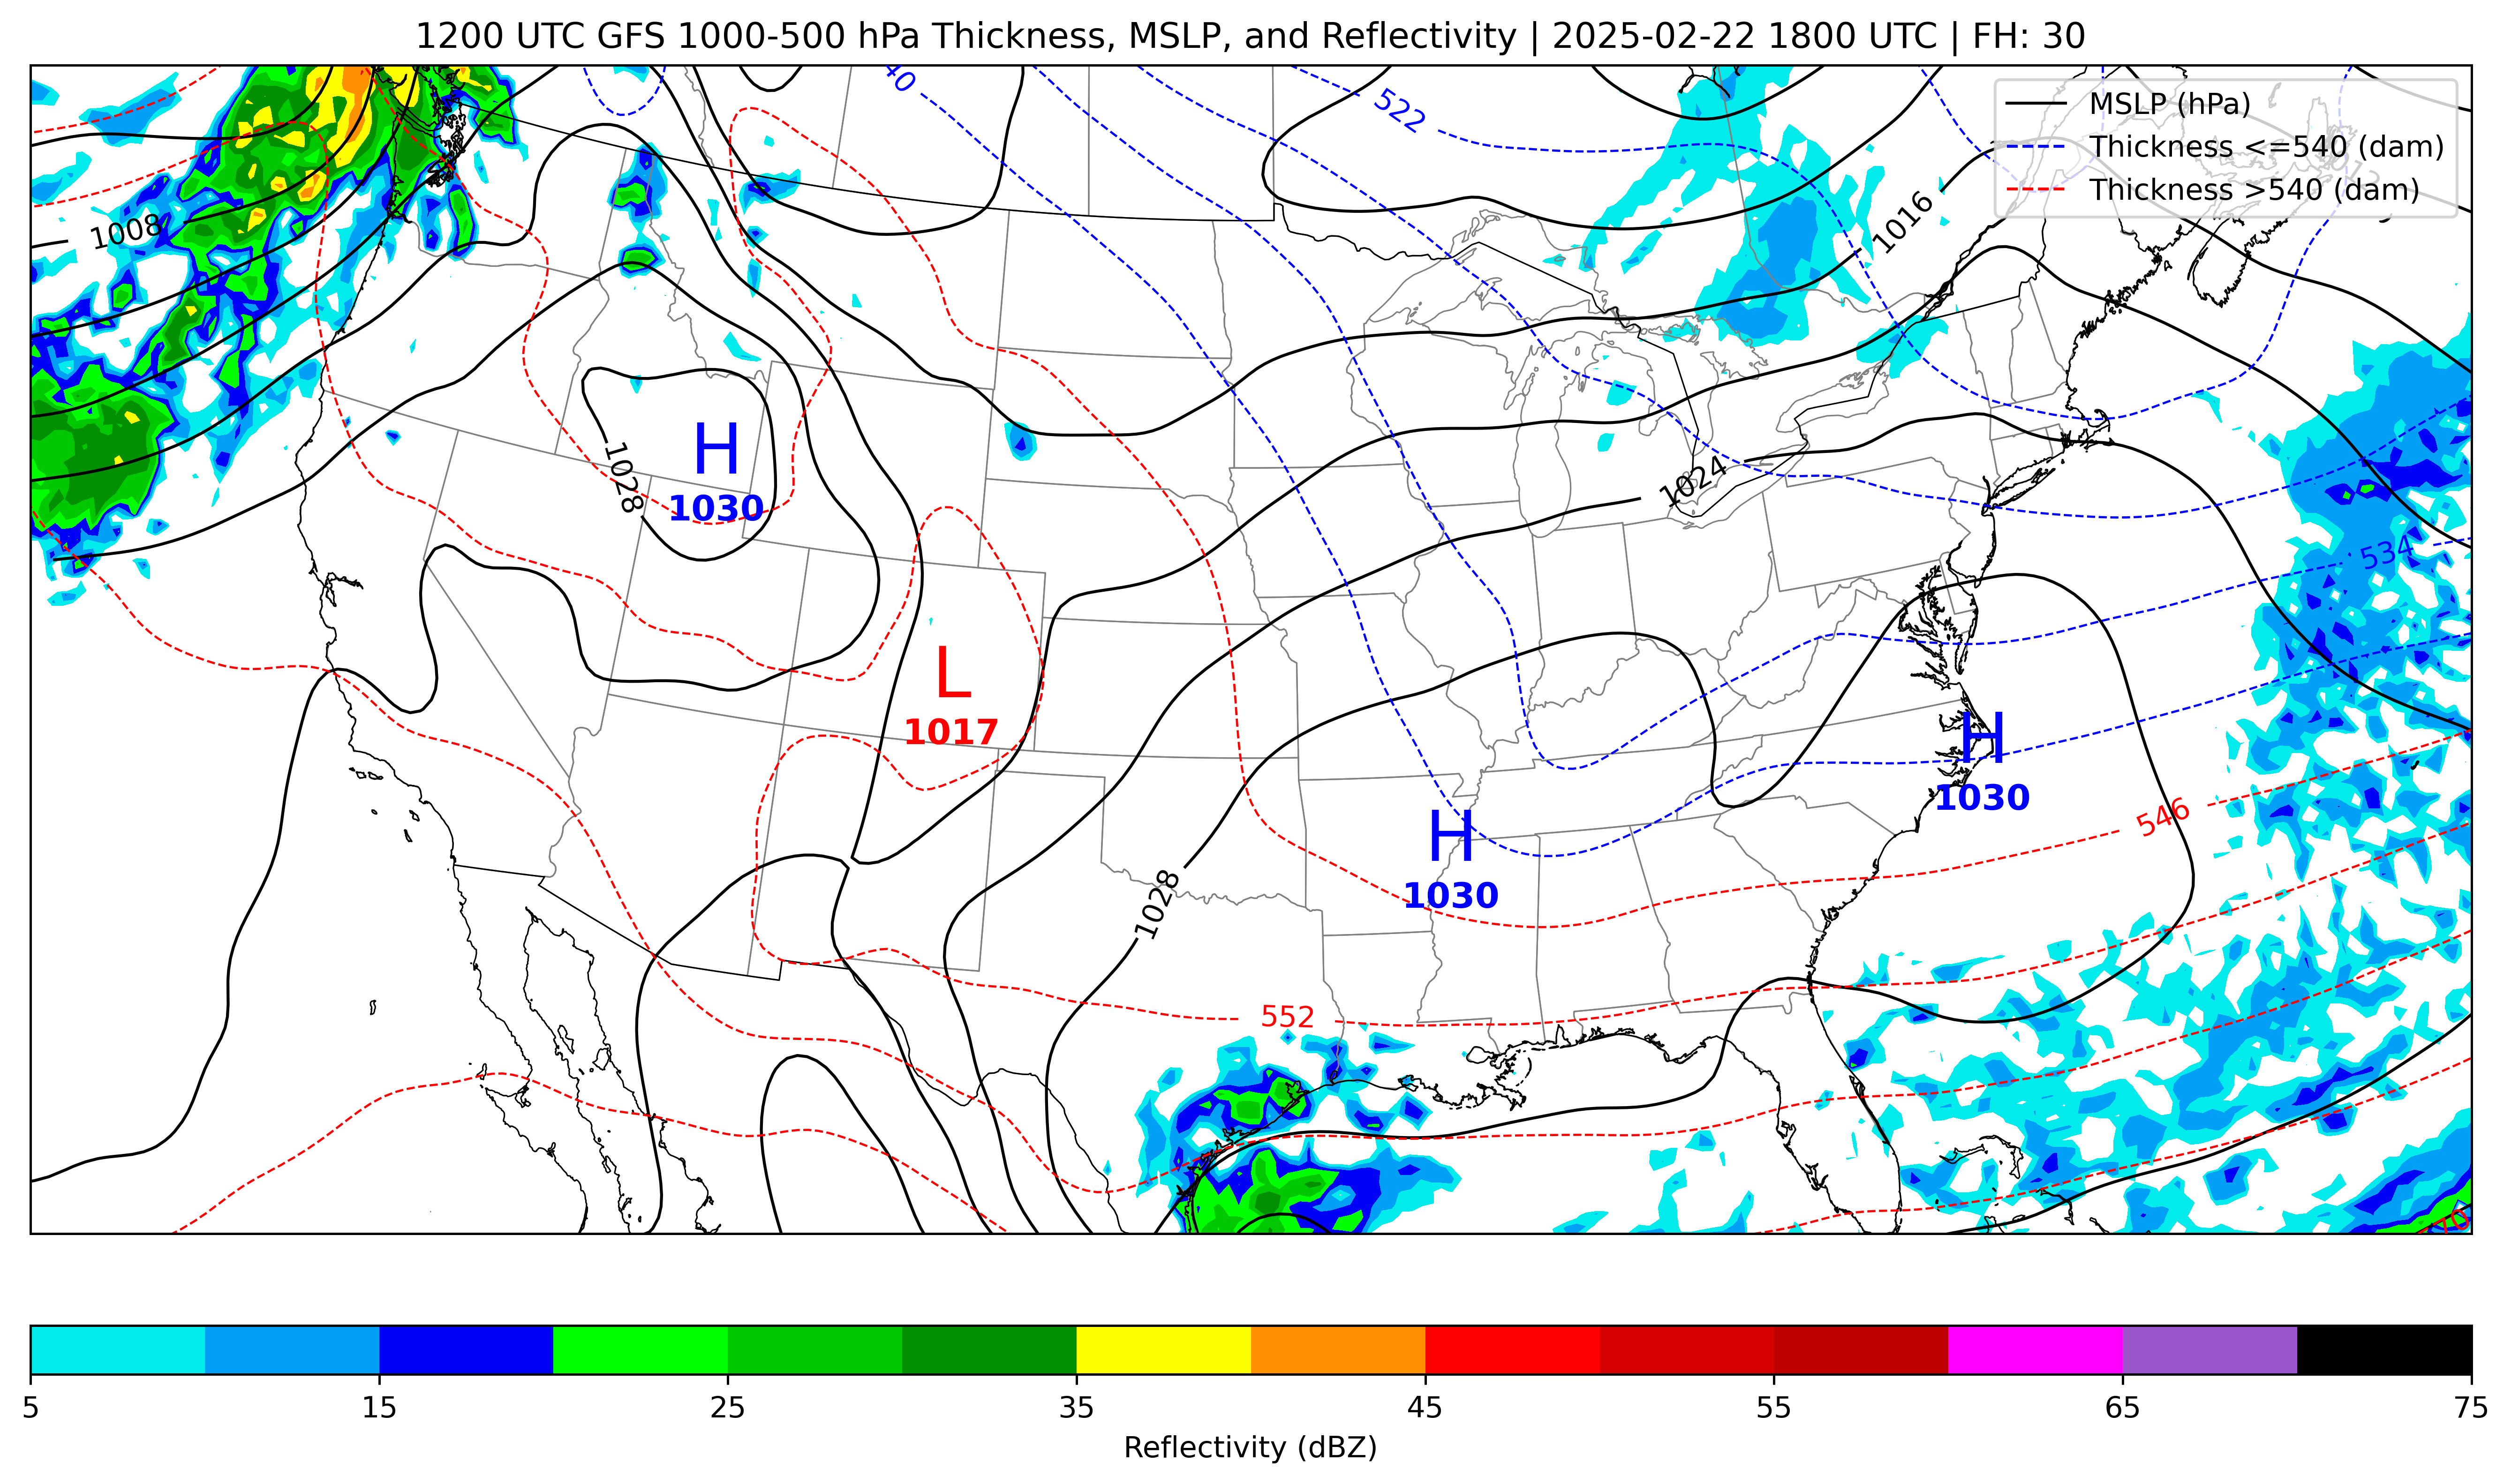 1200 UTC GFS 1000-500 hPa Thickness, MSLP, and Reflectivity | 2025-02-22 1800 UTC | FH: 30
MSLP (hPa)
Thickness <=540 (dam)
Thickness >540 (dam)
40
522
1008
1016
H
1030
1028
1024
534
L
1017
H
1030
H
1030
546
1028
552
5 15 25 35 45 55 65 75
Reflectivity (dBZ)